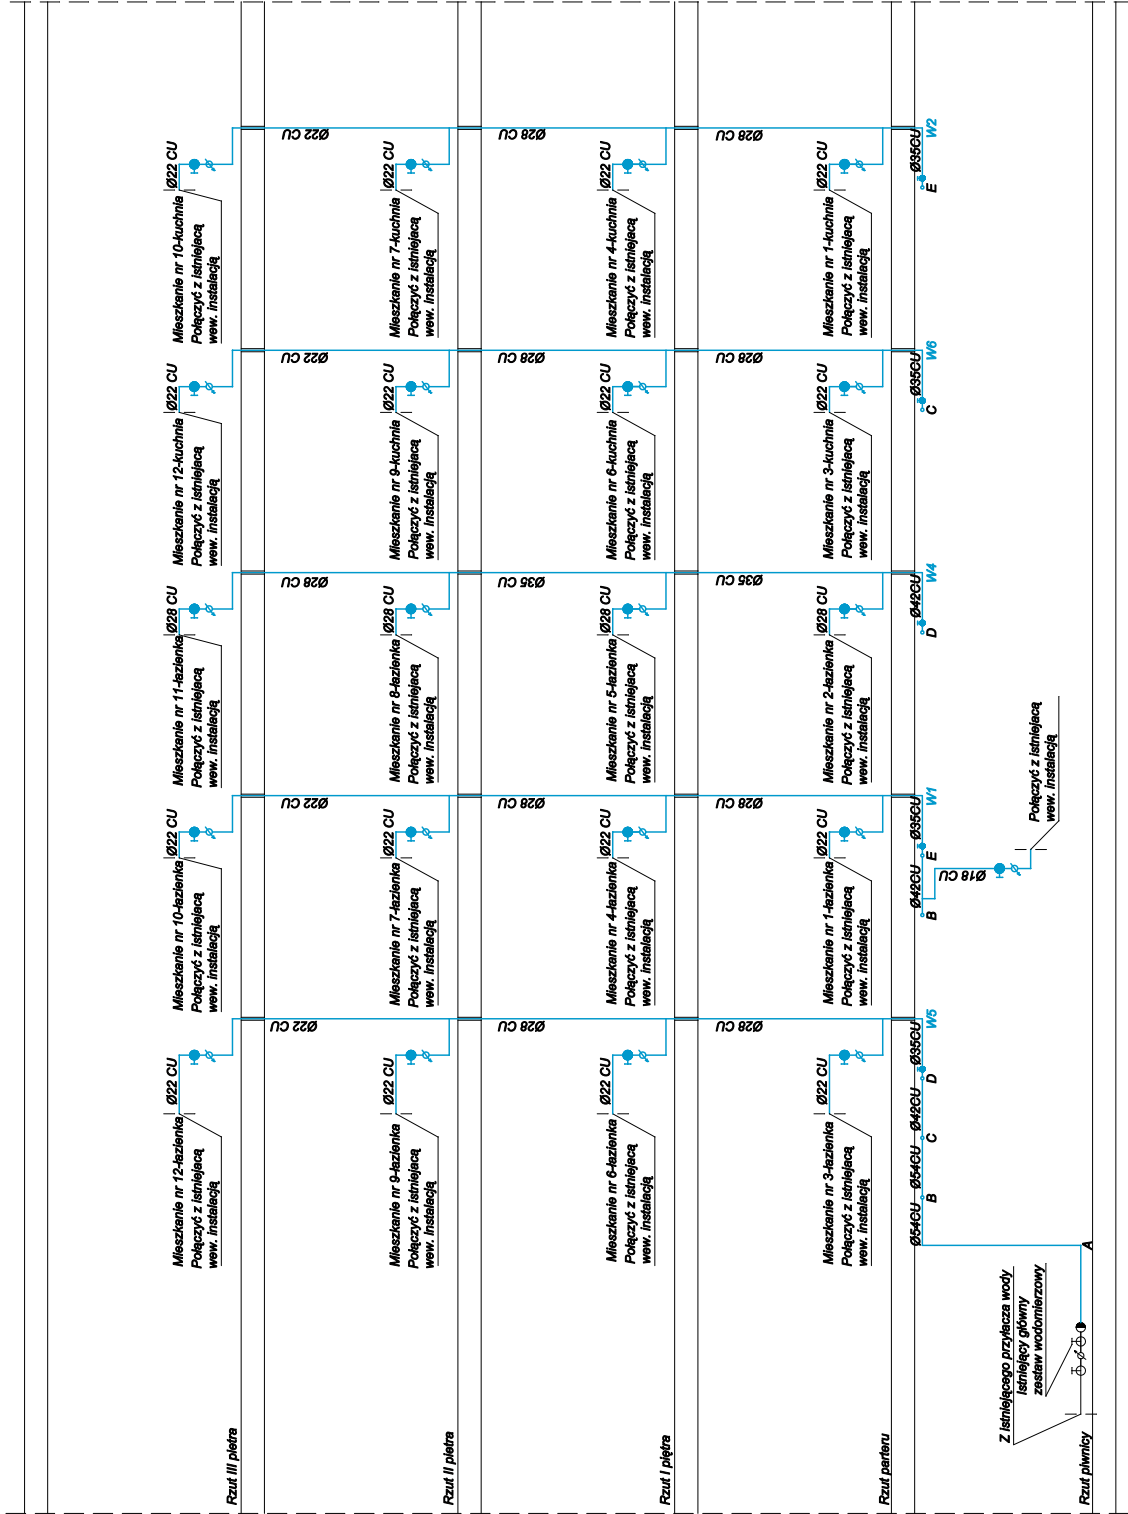 Mieszkanie nr 12-łazienka
Połączyć z istniejącą
wew. instalacją
Ø22 CU
Mieszkanie nr 10-łazienka
Połączyć z istniejącą
wew. instalacją
Ø22 CU
Mieszkanie nr 11-łazienka
Połączyć z istniejącą
wew. instalacją
Ø28 CU
Mieszkanie nr 12-kuchnia
Połączyć z istniejącą
wew. instalacją
Ø22 CU
Mieszkanie nr 10-kuchnia
Połączyć z istniejącą
wew. instalacją
Ø22 CU
Rzut III piętra
Ø22 CU
Ø22 CU
Ø28 CU
Ø22 CU
Ø22 CU
Mieszkanie nr 9-łazienka
Połączyć z istniejącą
wew. instalacją
Ø22 CU
Mieszkanie nr 7-łazienka
Połączyć z istniejącą
wew. instalacją
Ø22 CU
Mieszkanie nr 8-łazienka
Połączyć z istniejącą
wew. instalacją
Ø28 CU
Mieszkanie nr 9-kuchnia
Połączyć z istniejącą
wew. instalacją
Ø22 CU
Mieszkanie nr 7-kuchnia
Połączyć z istniejącą
wew. instalacją
Ø22 CU
Rzut II piętra
Ø28 CU
Ø28 CU
Ø35 CU
Ø28 CU
Ø28 CU
Mieszkanie nr 6-łazienka
Połączyć z istniejącą
wew. instalacją
Ø22 CU
Mieszkanie nr 4-łazienka
Połączyć z istniejącą
wew. instalacją
Ø22 CU
Mieszkanie nr 5-łazienka
Połączyć z istniejącą
wew. instalacją
Ø28 CU
Mieszkanie nr 6-kuchnia
Połączyć z istniejącą
wew. instalacją
Ø22 CU
Mieszkanie nr 4-kuchnia
Połączyć z istniejącą
wew. instalacją
Ø22 CU
Rzut I piętra
Ø28 CU
Ø28 CU
Ø35 CU
Ø28 CU
Ø28 CU
Mieszkanie nr 3-łazienka
Połączyć z istniejącą
wew. instalacją
Ø22 CU
Mieszkanie nr 1-łazienka
Połączyć z istniejącą
wew. instalacją
Ø22 CU
Mieszkanie nr 2-łazienka
Połączyć z istniejącą
wew. instalacją
Ø28 CU
Mieszkanie nr 3-kuchnia
Połączyć z istniejącą
wew. instalacją
Ø22 CU
Mieszkanie nr 1-kuchnia
Połączyć z istniejącą
wew. instalacją
Ø22 CU
Rzut parteru
Ø54CU Ø54CU Ø42CU Ø35CU
B C D W5
Ø42CU Ø35CU
B E W1
Ø42CU
D W4
Ø35CU
C W6
Ø35CU
E W2
Ø18 CU
Połączyć z istniejącą
wew. instalacją
Z istniejącego przyłącza wody
Istniejący główny
zestaw wodomierzowy
A
Rzut piwnicy